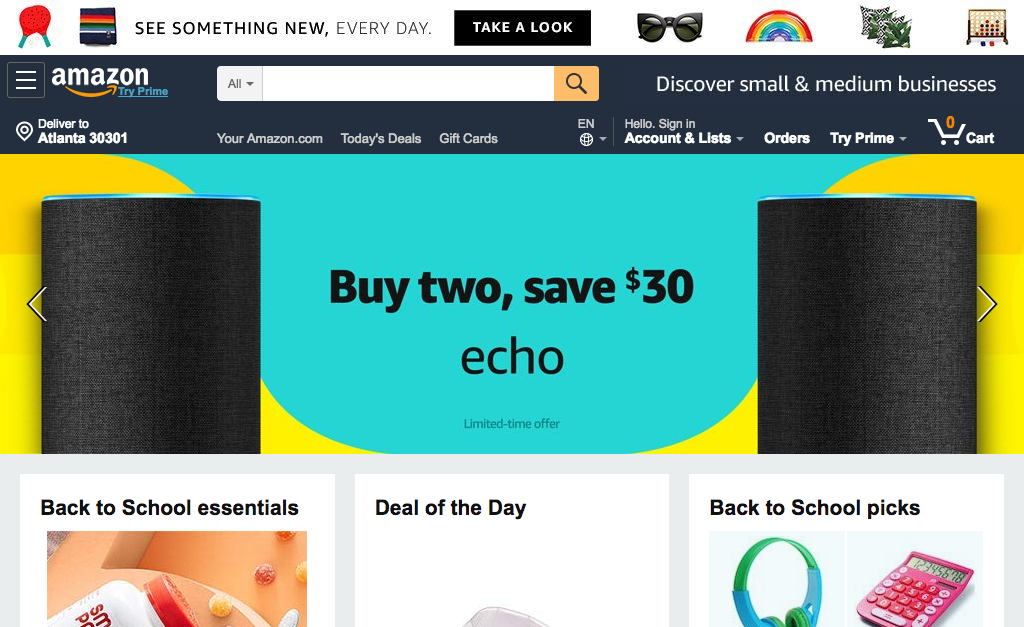 SEE SOMETHING NEW, EVERY DAY.
TAKE A LOOK
amazon
Try Prime
All
Discover small & medium businesses
Deliver to
Atlanta 30301
Your Amazon.com
Today's Deals
Gift Cards
EN
Hello. Sign in
Account & Lists
Orders
Try Prime
0
Cart
Buy two, save $30
echo
Limited-time offer
Back to School essentials
Deal of the Day
Back to School picks